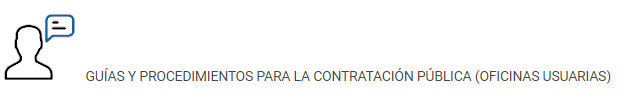 GUÍAS Y PROCEDIMIENTOS PARA LA CONTRATACIÓN PÚBLICA (OFICINAS USUARIAS)